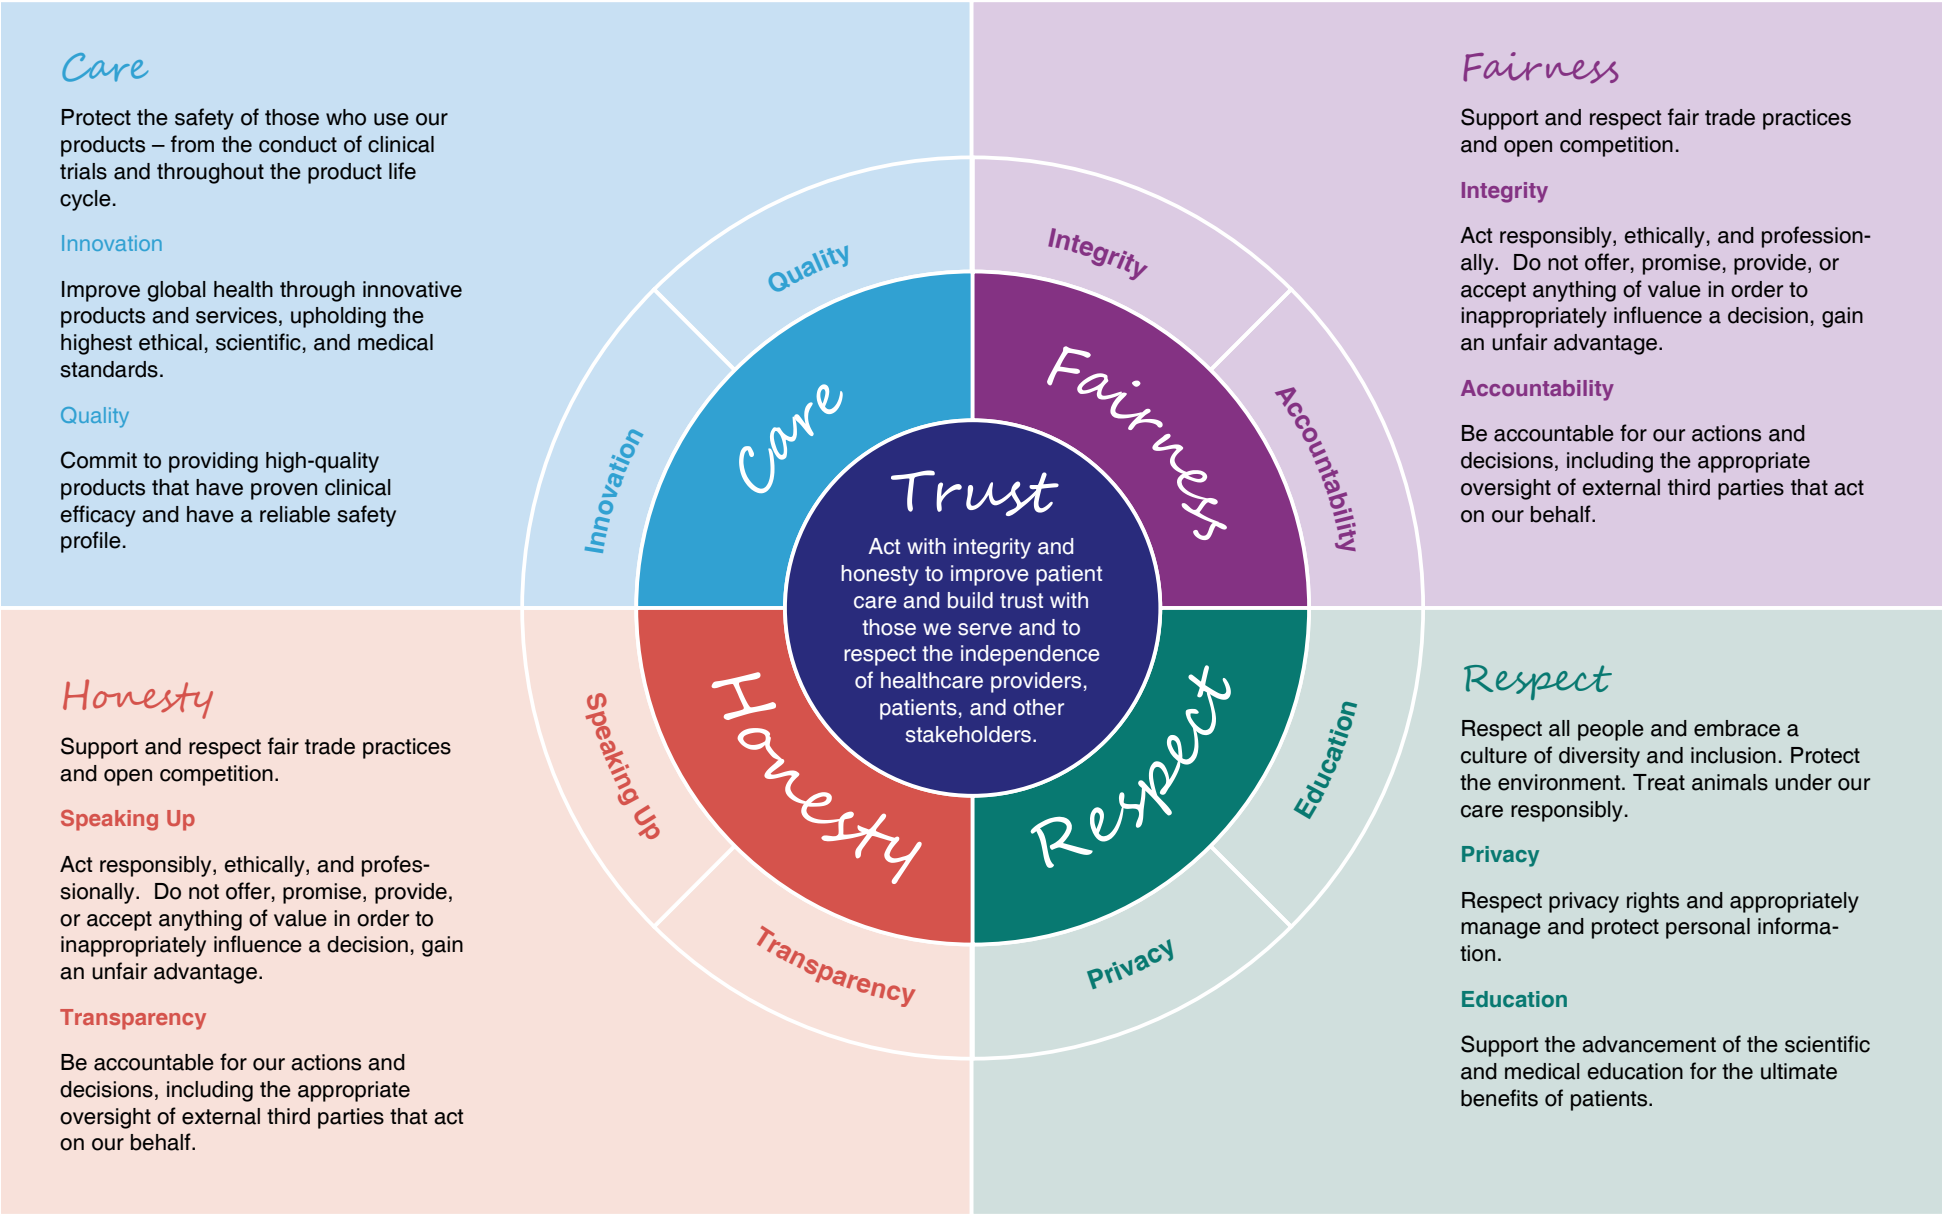 Care
Protect the safety of those who use our
products – from the conduct of clinical
trials and throughout the product life
cycle.
Innovation
Improve global health through innovative
products and services, upholding the
highest ethical, scientific, and medical
standards.
Quality
Commit to providing high-quality
products that have proven clinical
efficacy and have a reliable safety
profile.
Fairness
Support and respect fair trade practices
and open competition.
Integrity
Act responsibly, ethically, and profession-
ally.  Do not offer, promise, provide, or
accept anything of value in order to
inappropriately influence a decision, gain
an unfair advantage.
Accountability
Be accountable for our actions and
decisions, including the appropriate
oversight of external third parties that act
on our behalf.
Quality
Innovation
Care
Integrity
Accountability
Fairness
Trust
Act with integrity and
honesty to improve patient
care and build trust with
those we serve and to
respect the independence
of healthcare providers,
patients, and other
stakeholders.
Honesty
Speaking Up
Transparency
Respect
Education
Privacy
Honesty
Support and respect fair trade practices
and open competition.
Speaking Up
Act responsibly, ethically, and profes-
sionally.  Do not offer, promise, provide,
or accept anything of value in order to
inappropriately influence a decision, gain
an unfair advantage.
Transparency
Be accountable for our actions and
decisions, including the appropriate
oversight of external third parties that act
on our behalf.
Respect
Respect all people and embrace a
culture of diversity and inclusion. Protect
the environment. Treat animals under our
care responsibly.
Privacy
Respect privacy rights and appropriately
manage and protect personal informa-
tion.
Education
Support the advancement of the scientific
and medical education for the ultimate
benefits of patients.